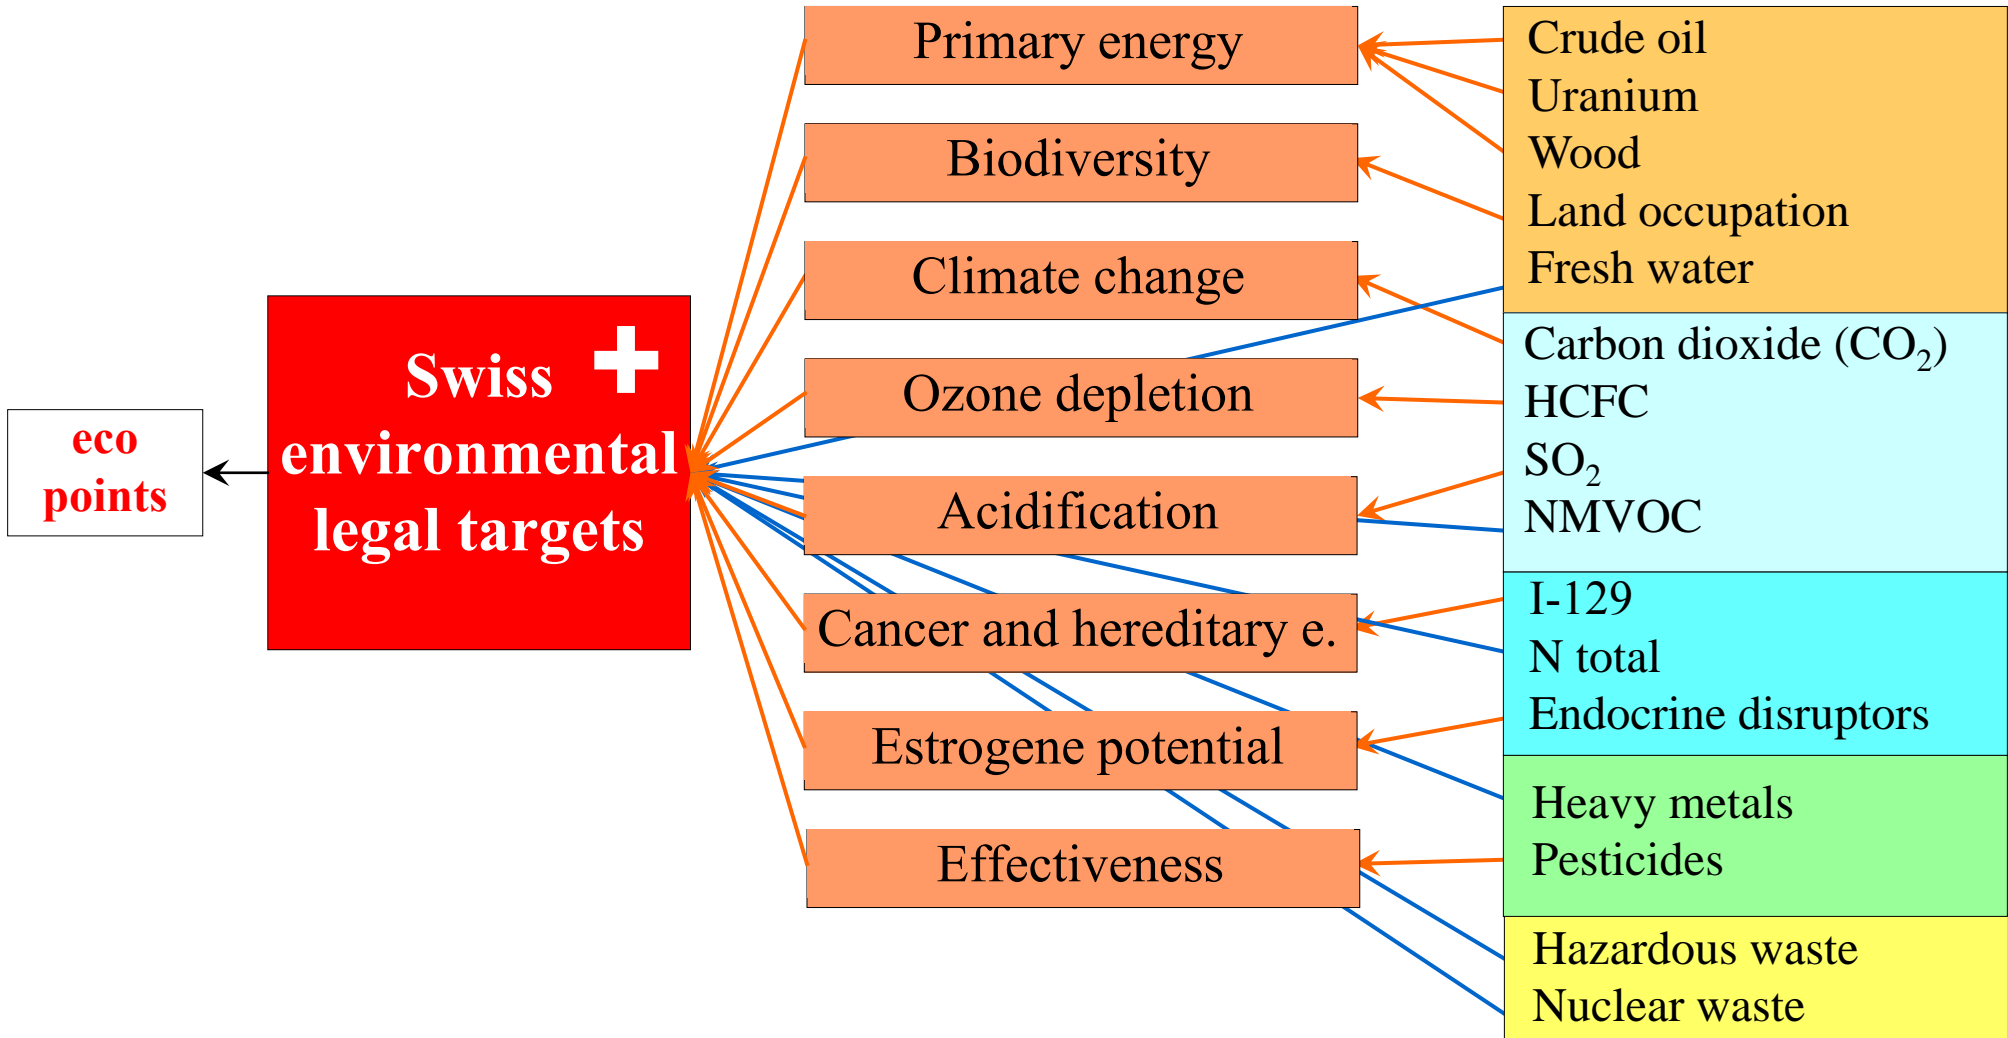 eco
points
Swiss
environmental
legal targets
Primary energy
Biodiversity
Climate change
Ozone depletion
Acidification
Cancer and hereditary e.
Estrogene potential
Effectiveness
Crude oil
Uranium
Wood
Land occupation
Fresh water
Carbon dioxide (CO₂)
HCFC
SO₂
NMVOC
I-129
N total
Endocrine disruptors
Heavy metals
Pesticides
Hazardous waste
Nuclear waste